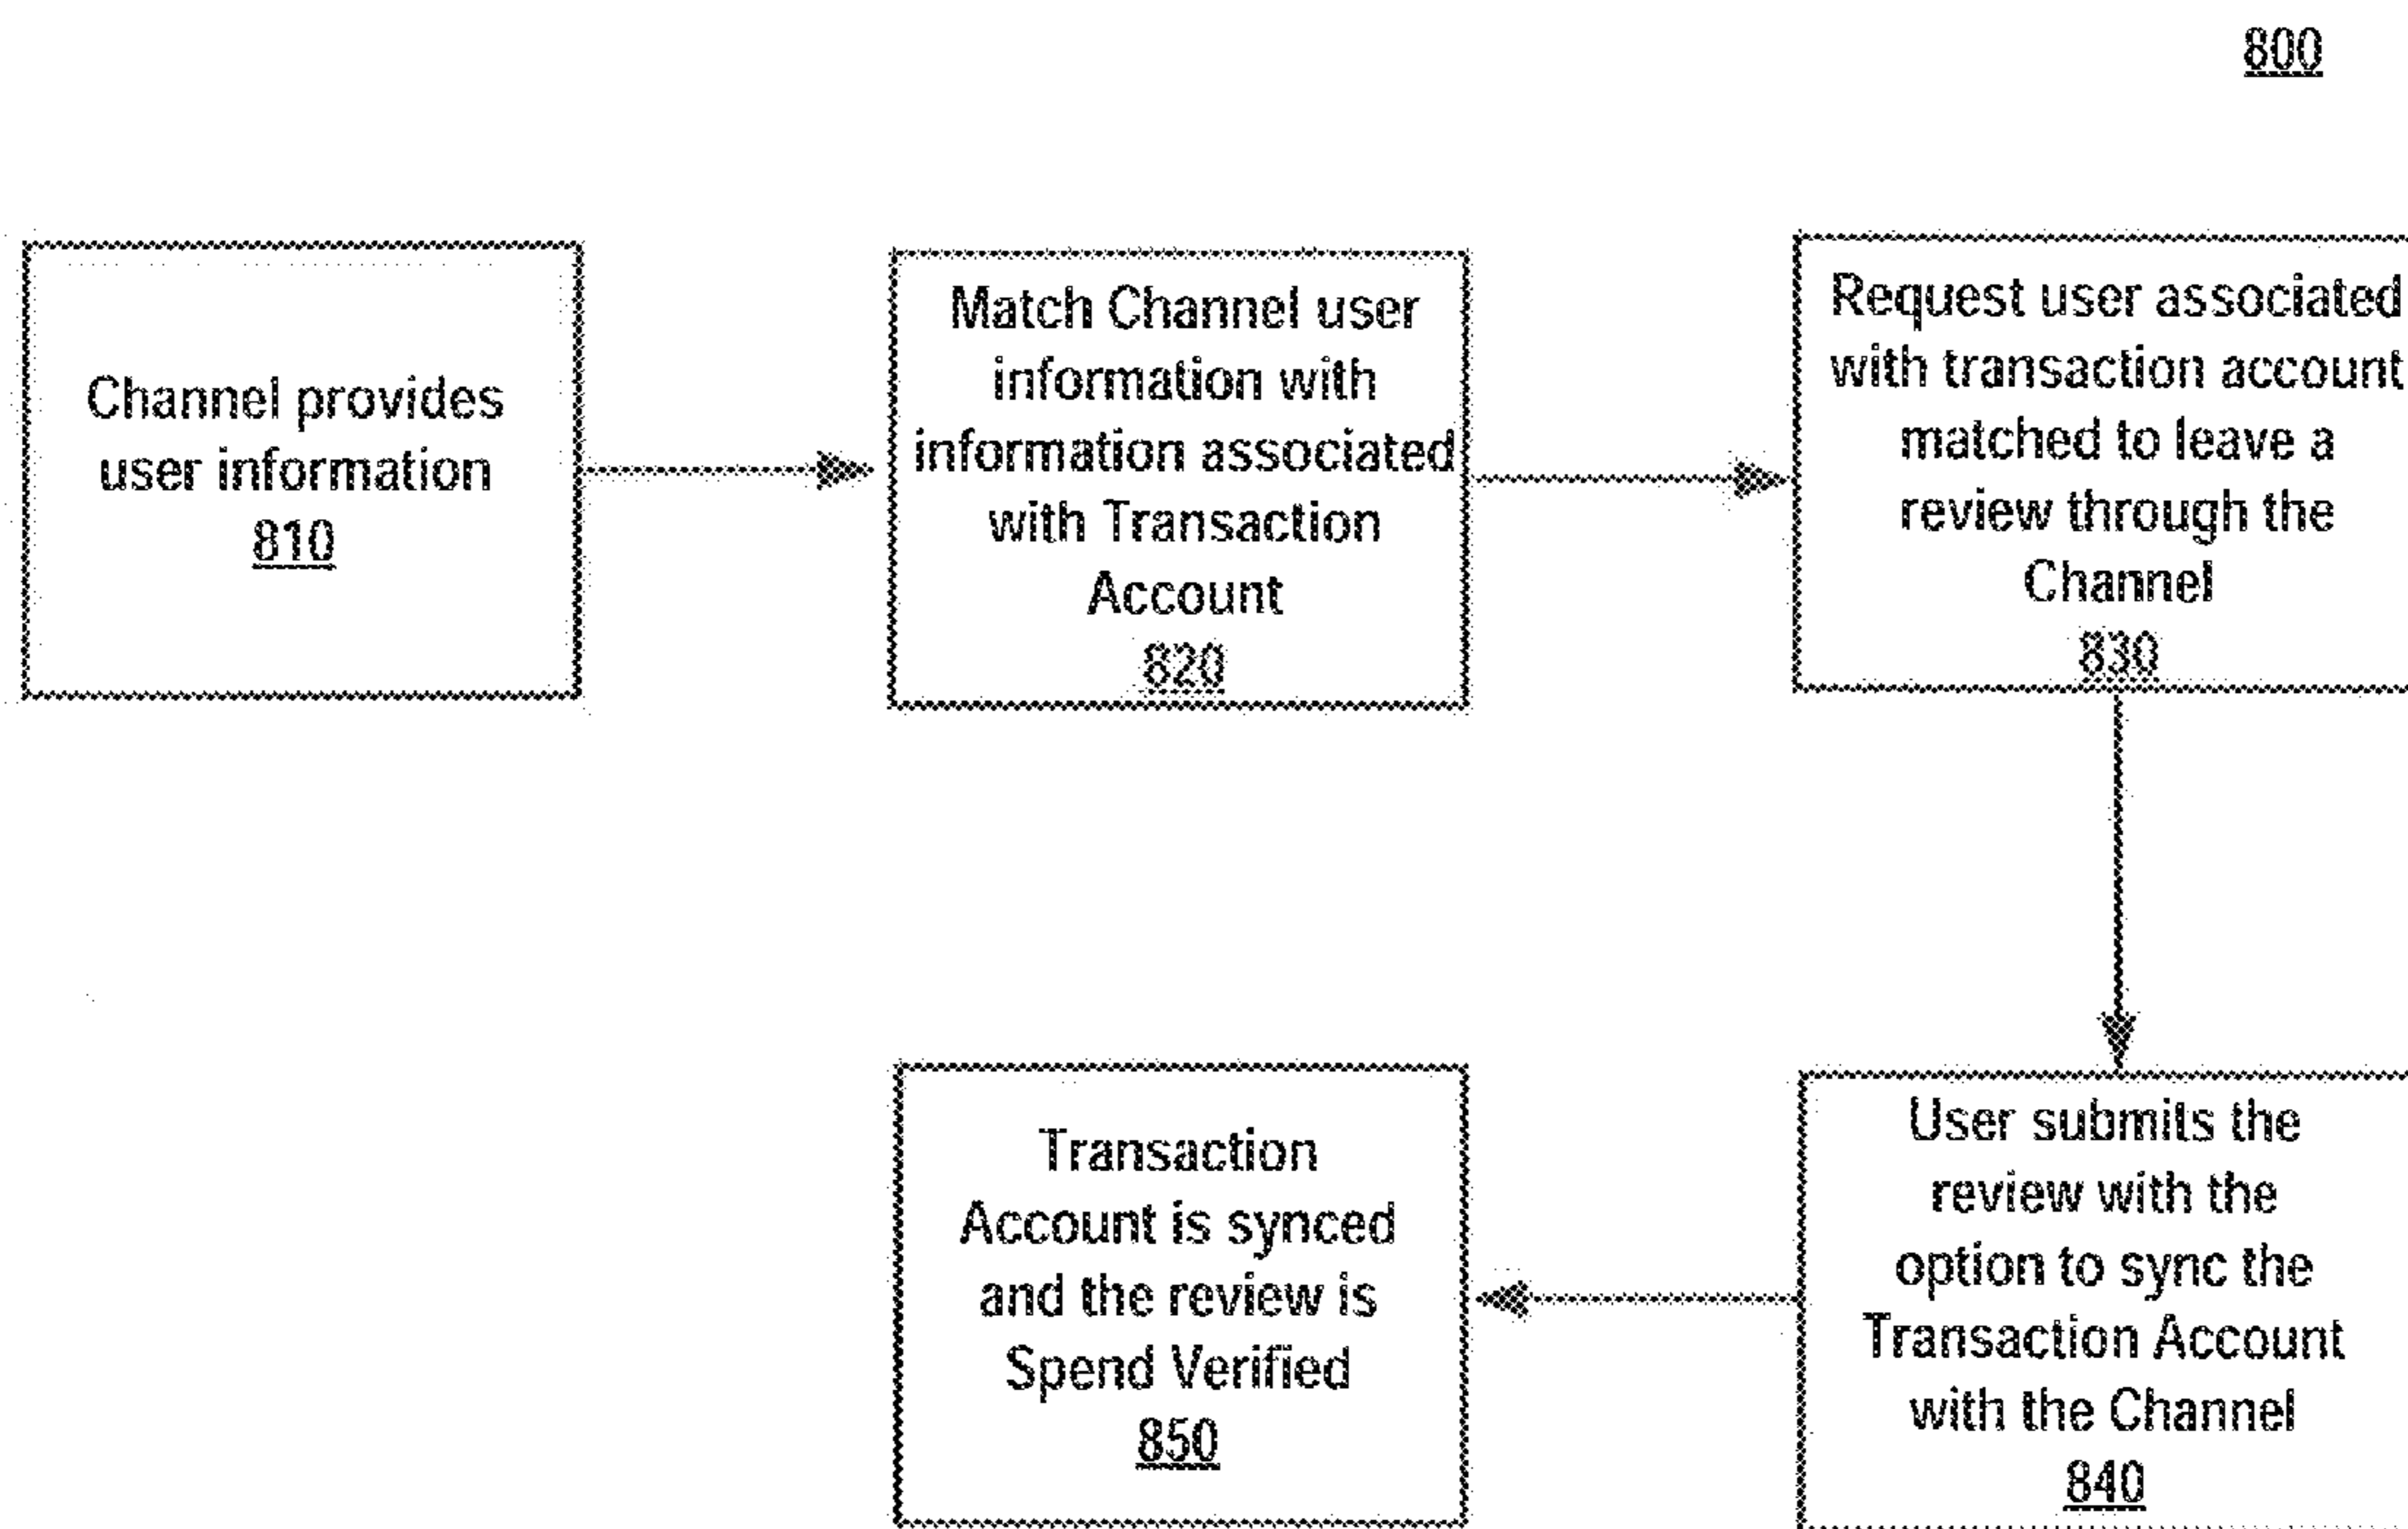 800
Channel provides
user information
810
Match Channel user
information with
information associated
with Transaction
Account
820
Request user associated
with transaction account
matched to leave a
review through the
Channel
830
User submits the
review with the
option to sync the
Transaction Account
with the Channel
840
Transaction
Account is synced
and the review is
Spend Verified
850